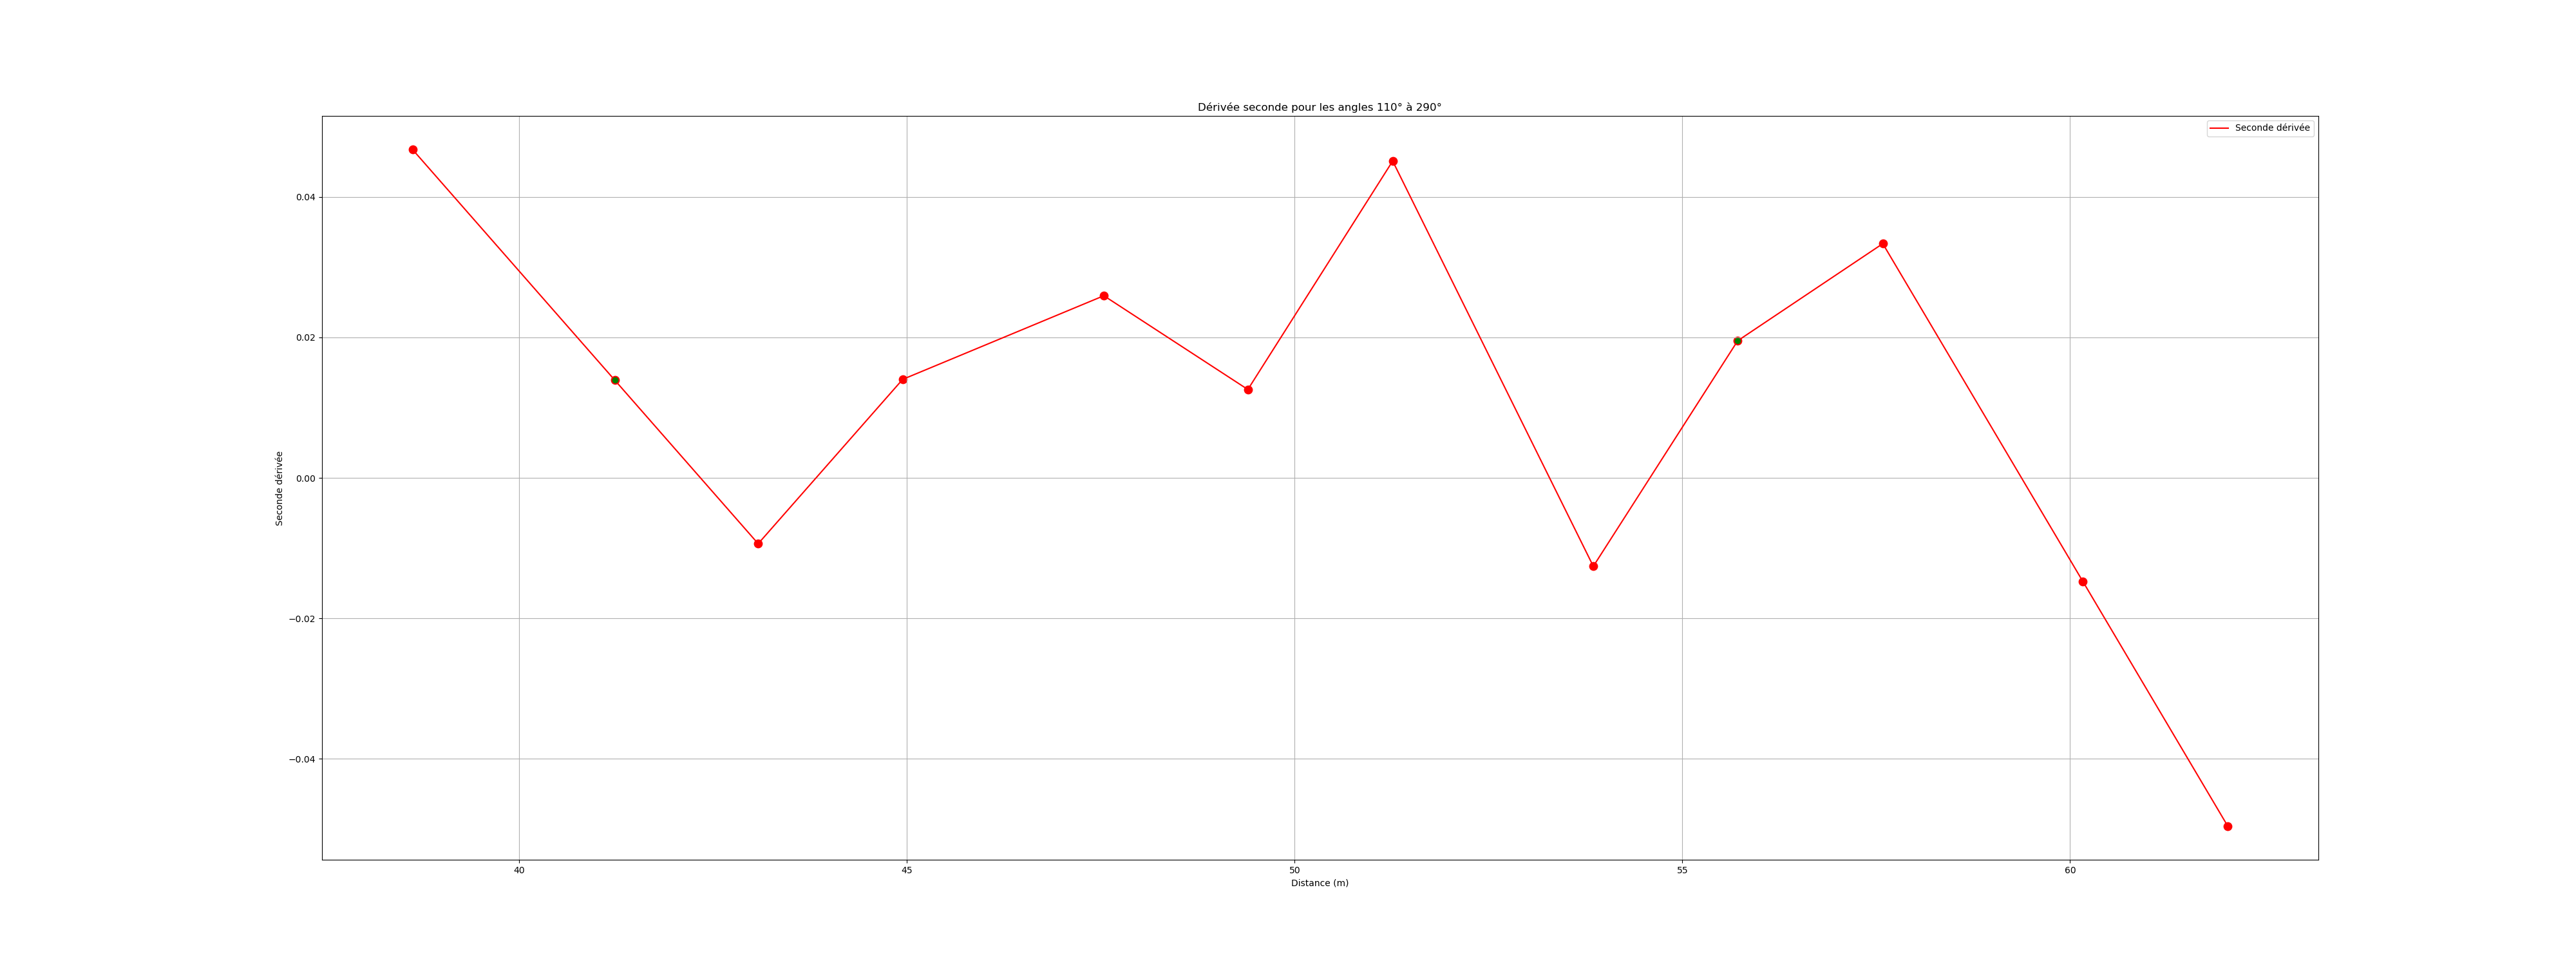 Dérivée seconde pour les angles 110° à 290°
Seconde dérivée
0.04
0.02
0.00
−0.02
−0.04
Seconde dérivée
40
45
50
55
60
Distance (m)